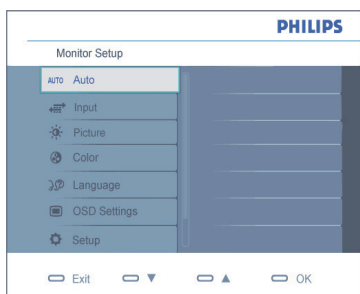 PHILIPS
Monitor Setup
AUTO Auto
Input
Picture
Color
Language
OSD Settings
Setup
Exit ▼ ▲ OK